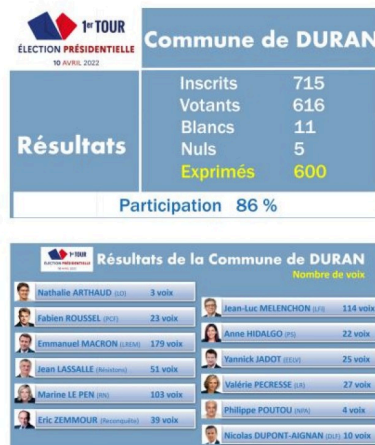 1er TOUR
ÉLECTION PRÉSIDENTIELLE
10 AVRIL 2022
Commune de DURAN
Résultats
Inscrits 715
Votants 616
Blancs 11
Nuls 5
Exprimés 600
Participation 86 %
1er TOUR
ÉLECTION PRÉSIDENTIELLE
Résultats de la Commune de DURAN
Nombre de voix
Nathalie ARTHAUD (LO) 3 voix
Fabien ROUSSEL (PCF) 23 voix
Emmanuel MACRON (LREM) 179 voix
Jean LASSALLE (Résistons) 51 voix
Marine LE PEN (RN) 103 voix
Eric ZEMMOUR (Reconquête) 39 voix
Jean-Luc MELENCHON (LFI) 114 voix
Anne HIDALGO (PS) 22 voix
Yannick JADOT (EELV) 25 voix
Valérie PECRESSE (LR) 27 voix
Philippe POUTOU (NPA) 4 voix
Nicolas DUPONT-AIGNAN (DLF) 10 voix